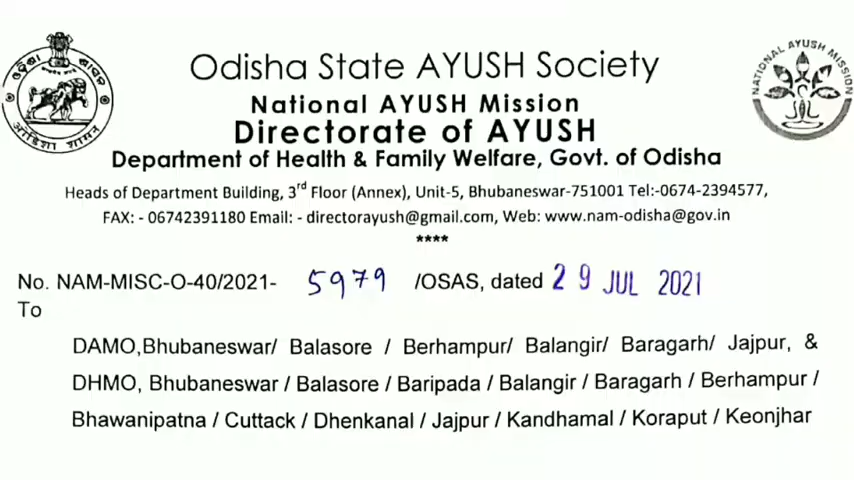 Odisha State AYUSH Society
National AYUSH Mission
Directorate of AYUSH
Department of Health & Family Welfare, Govt. of Odisha
Heads of Department Building, 3rd Floor (Annex), Unit-5, Bhubaneswar-751001 Tel:-0674-2394577,
FAX: - 06742391180 Email: - directorayush@gmail.com, Web: www.nam-odisha@gov.in
****
No. NAM-MISC-O-40/2021- 5979 /OSAS, dated 29 JUL 2021
To
DAMO,Bhubaneswar/ Balasore / Berhampur/ Balangir/ Baragarh/ Jajpur, &
DHMO, Bhubaneswar / Balasore / Baripada / Balangir / Baragarh / Berhampur /
Bhawanipatna / Cuttack / Dhenkanal / Jajpur / Kandhamal / Koraput / Keonjhar
NATIONAL AYUSH MISSION